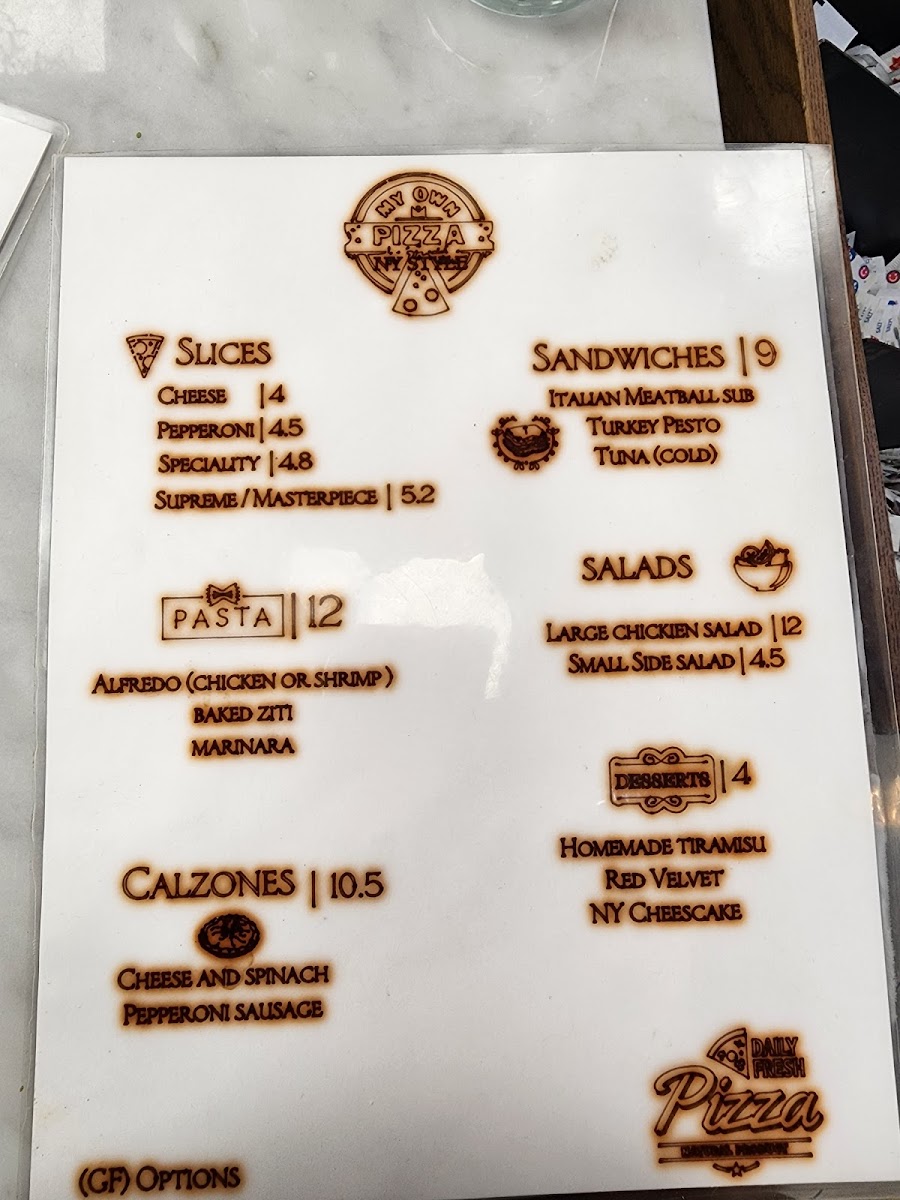 MY OWN
PIZZA
NY STYLE
SLICES
CHEESE |4
PEPPERONI | 4.5
SPECIALITY | 4.8
SUPREME / MASTERPIECE | 5.2
PASTA | 12
ALFREDO (CHICKEN OR SHRIMP )
BAKED ZITI
MARINARA
CALZONES | 10.5
CHEESE AND SPINACH
PEPPERONI SAUSAGE
(GF) OPTIONS
SANDWICHES | 9
ITALIAN MEATBALL SUB
TURKEY PESTO
TUNA (COLD)
SALADS
LARGE CHICKIEN SALAD | 12
SMALL SIDE SALAD | 4.5
DESSERTS | 4
HOMEMADE TIRAMISU
RED VELVET
NY CHEESCAKE
DAILY
FRESH
Pizza
NATURAL PRODUCT